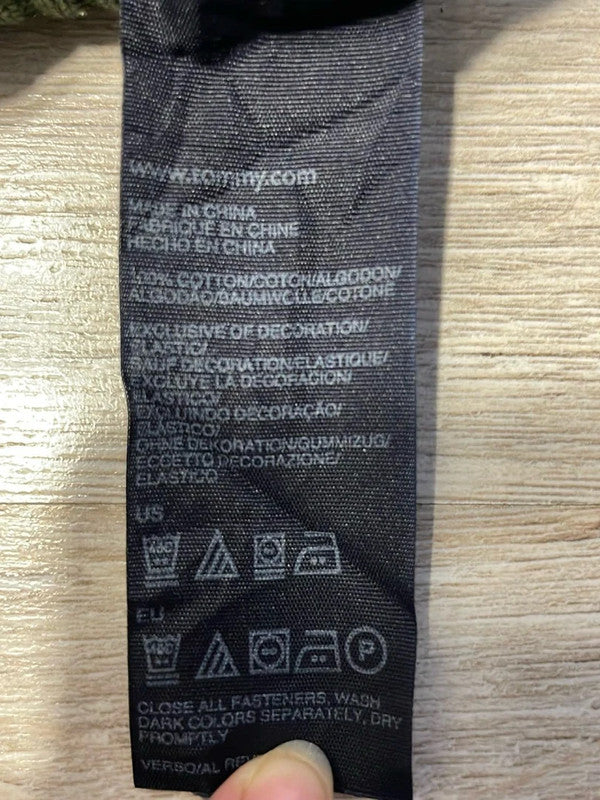 www.tommy.com
MADE IN CHINA
FABRIQUE EN CHINE
HECHO EN CHINA
100% COTTON/COTON/ALGODON/
ALGODÃO/BAUMWOLLE/COTONE
EXCLUSIVE OF DECORATION/
ELASTIC/
SAUF DECORATION/ELASTIQUE/
EXCLUYE LA DECORACION/
ELASTICO/
EXCLUINDO DECORAÇÃO/
ELÁSTICO/
OHNE DEKORATION/GUMMIZUG/
ECCETTO DECORAZIONE/
ELASTICO
US
EU
P
CLOSE ALL FASTENERS, WASH
DARK COLORS SEPARATELY, DRY
PROMPTLY
VERSO/AL